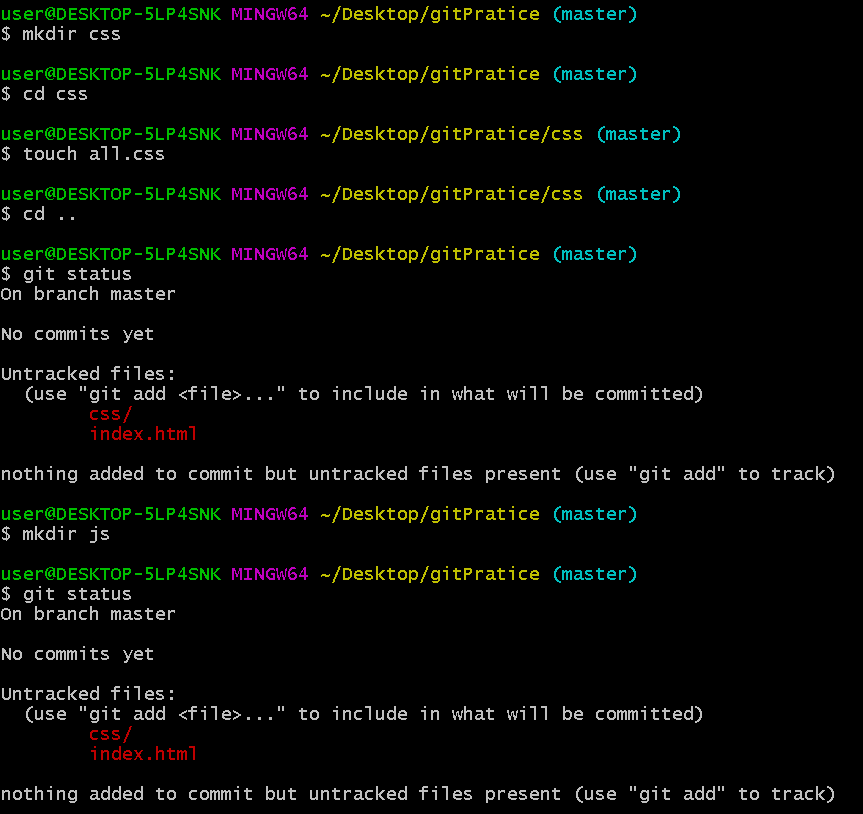 user@DESKTOP-5LP4SNK MINGW64 ~/Desktop/gitPratice (master)
$ mkdir css
user@DESKTOP-5LP4SNK MINGW64 ~/Desktop/gitPratice (master)
$ cd css
user@DESKTOP-5LP4SNK MINGW64 ~/Desktop/gitPratice/css (master)
$ touch all.css
user@DESKTOP-5LP4SNK MINGW64 ~/Desktop/gitPratice/css (master)
$ cd ..
user@DESKTOP-5LP4SNK MINGW64 ~/Desktop/gitPratice (master)
$ git status
On branch master
No commits yet
Untracked files:
(use "git add <file>..." to include in what will be committed)
css/
index.html
nothing added to commit but untracked files present (use "git add" to track)
user@DESKTOP-5LP4SNK MINGW64 ~/Desktop/gitPratice (master)
$ mkdir js
user@DESKTOP-5LP4SNK MINGW64 ~/Desktop/gitPratice (master)
$ git status
On branch master
No commits yet
Untracked files:
(use "git add <file>..." to include in what will be committed)
css/
index.html
nothing added to commit but untracked files present (use "git add" to track)